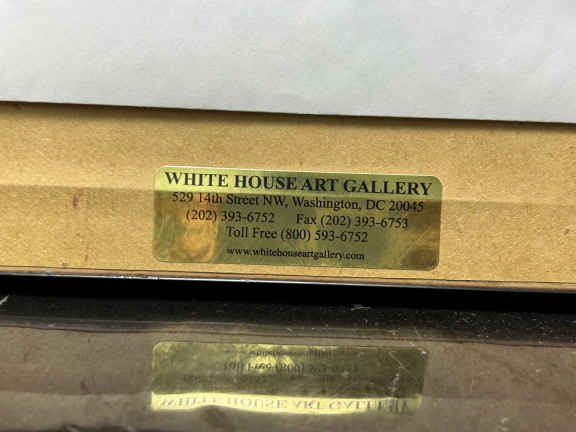 WHITE HOUSE ART GALLERY
529 14th Street NW, Washington, DC 20045
(202) 393-6752 Fax (202) 393-6753
Toll Free (800) 593-6752
www.whitehouseartgallery.com